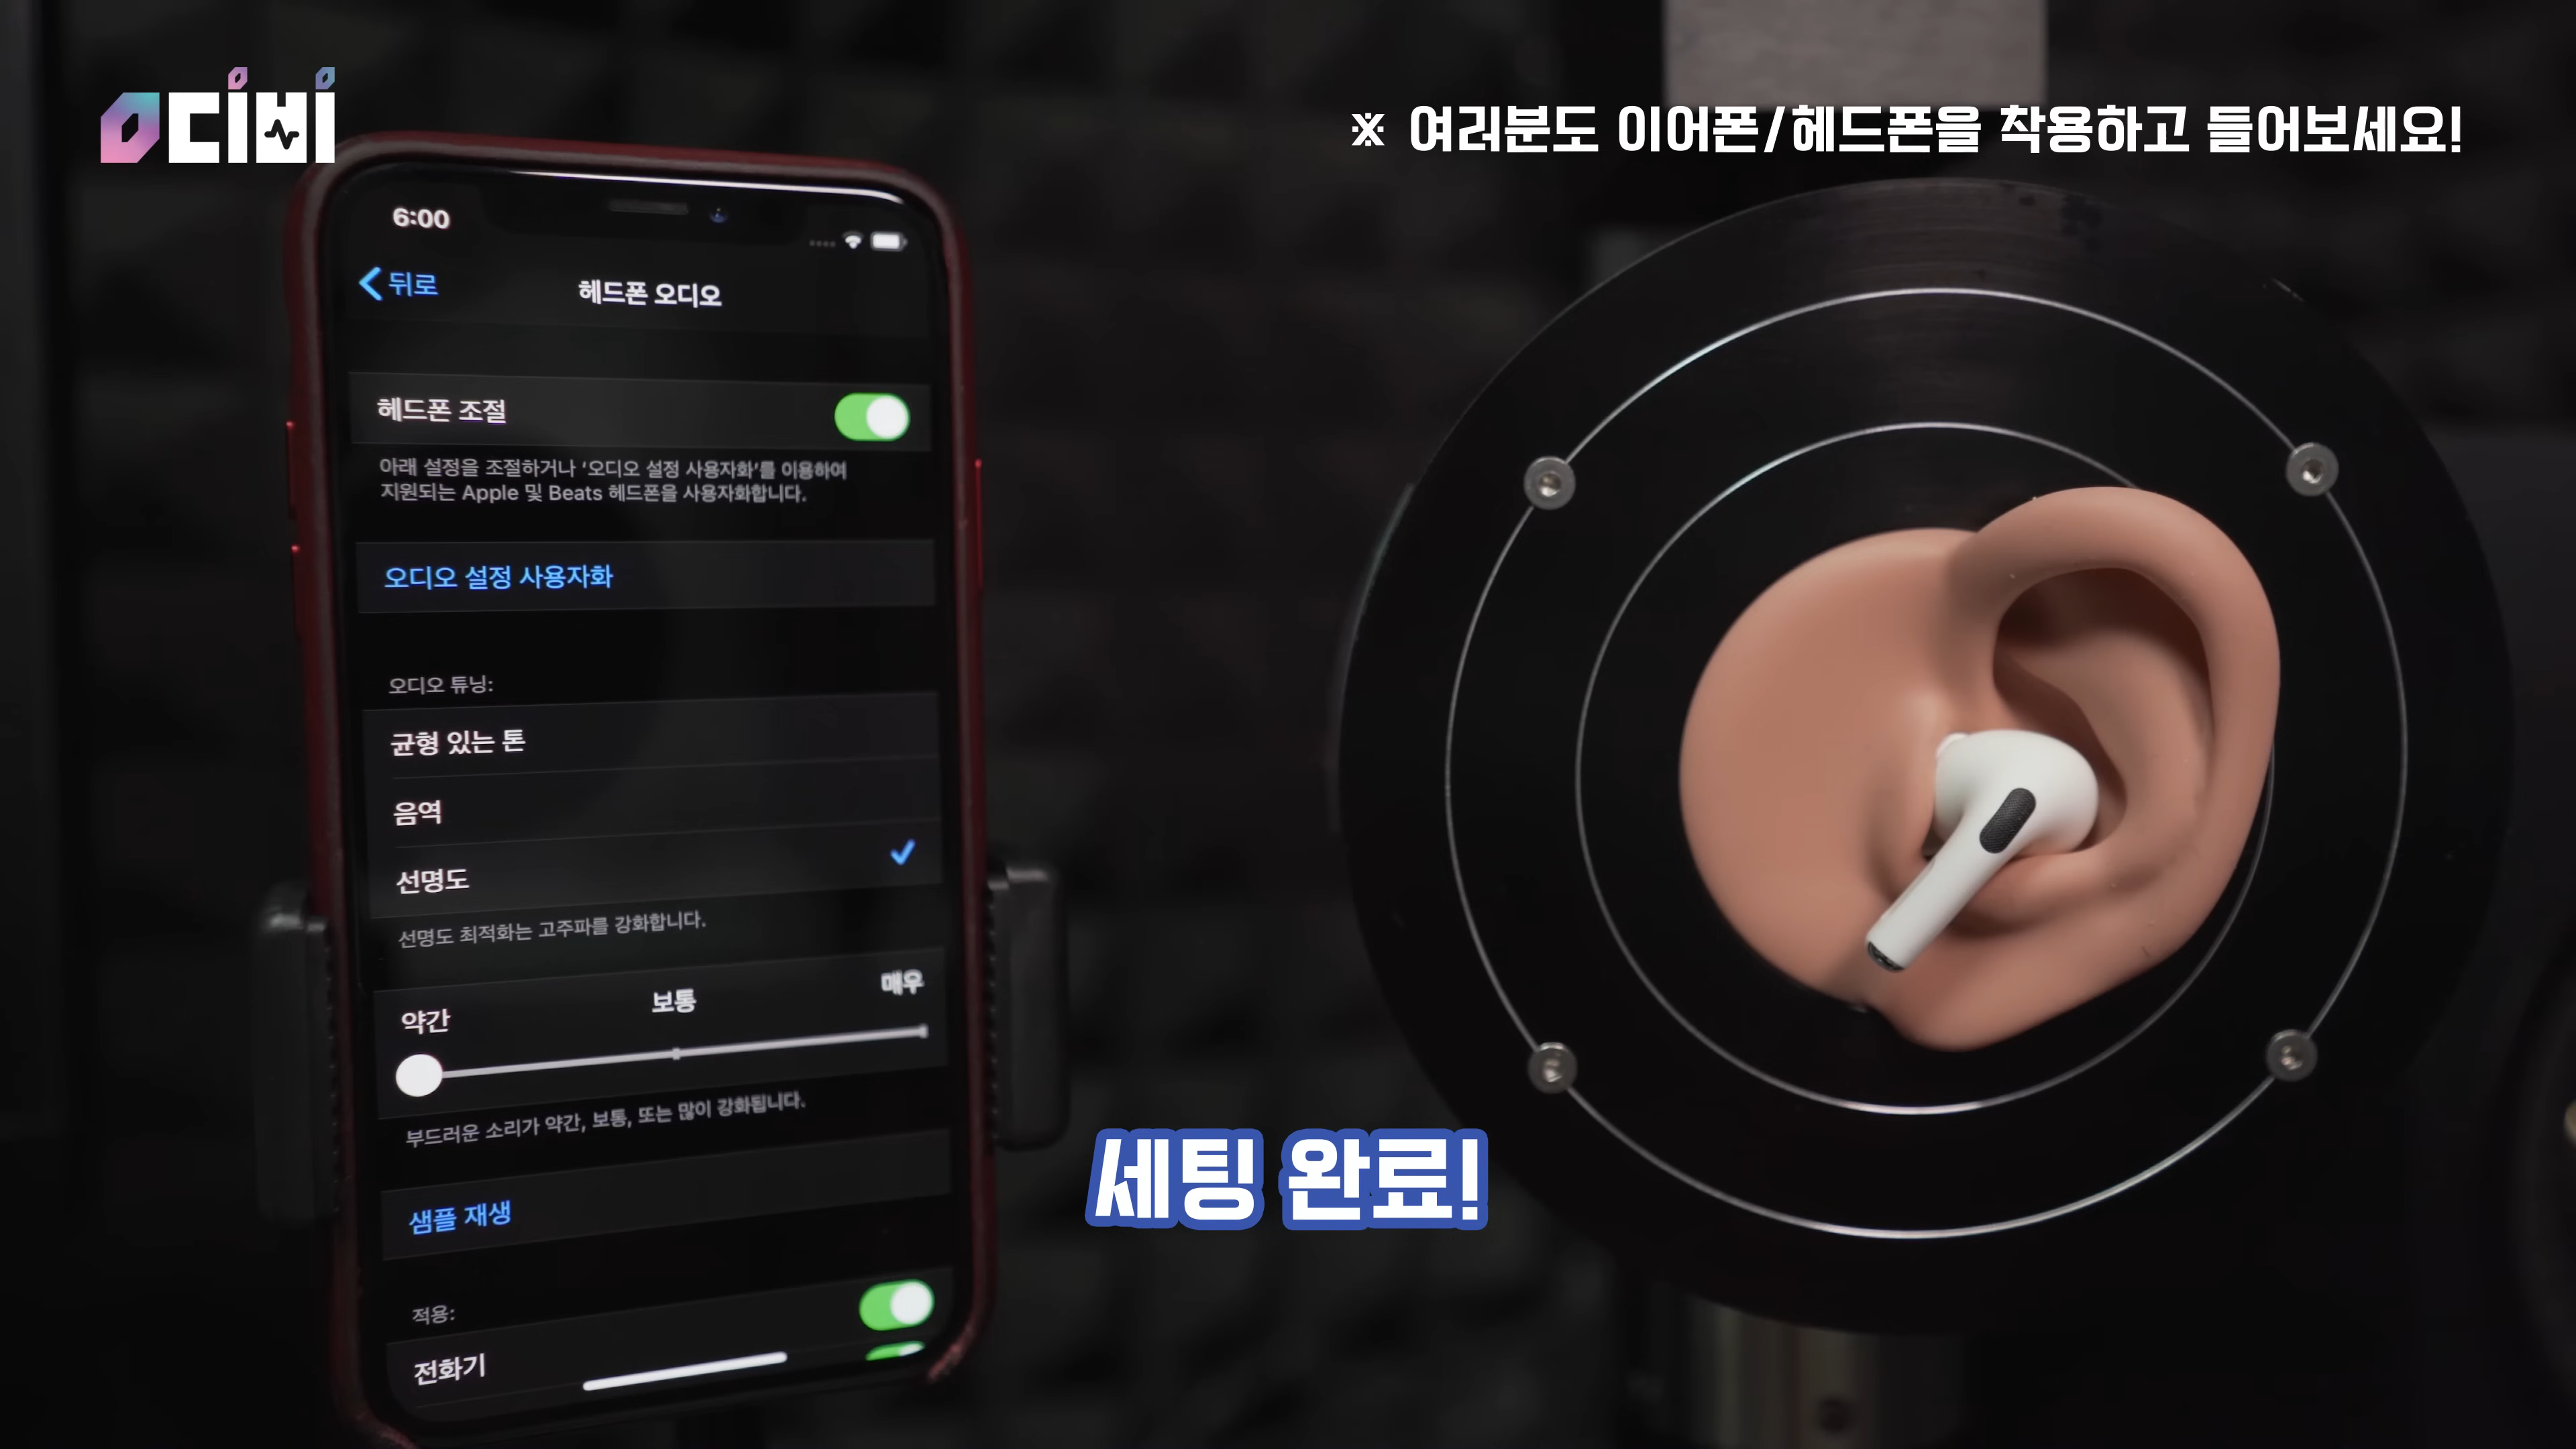 ㅁ디비
※ 여러분도 이어폰/헤드폰을 착용하고 들어보세요!
6:00
뒤로
헤드폰 오디오
헤드폰 조절
아래 설정을 조절하거나 ‘오디오 설정 사용자화’를 이용하여
지원되는 Apple 및 Beats 헤드폰을 사용자화합니다.
오디오 설정 사용자화
오디오 튜닝:
균형 있는 톤
음역
선명도
선명도 최적화는 고주파를 강화합니다.
약간 보통 매우
부드러운 소리가 약간, 보통, 또는 많이 강화됩니다.
세팅 완료!
샘플 재생
적용:
전화기